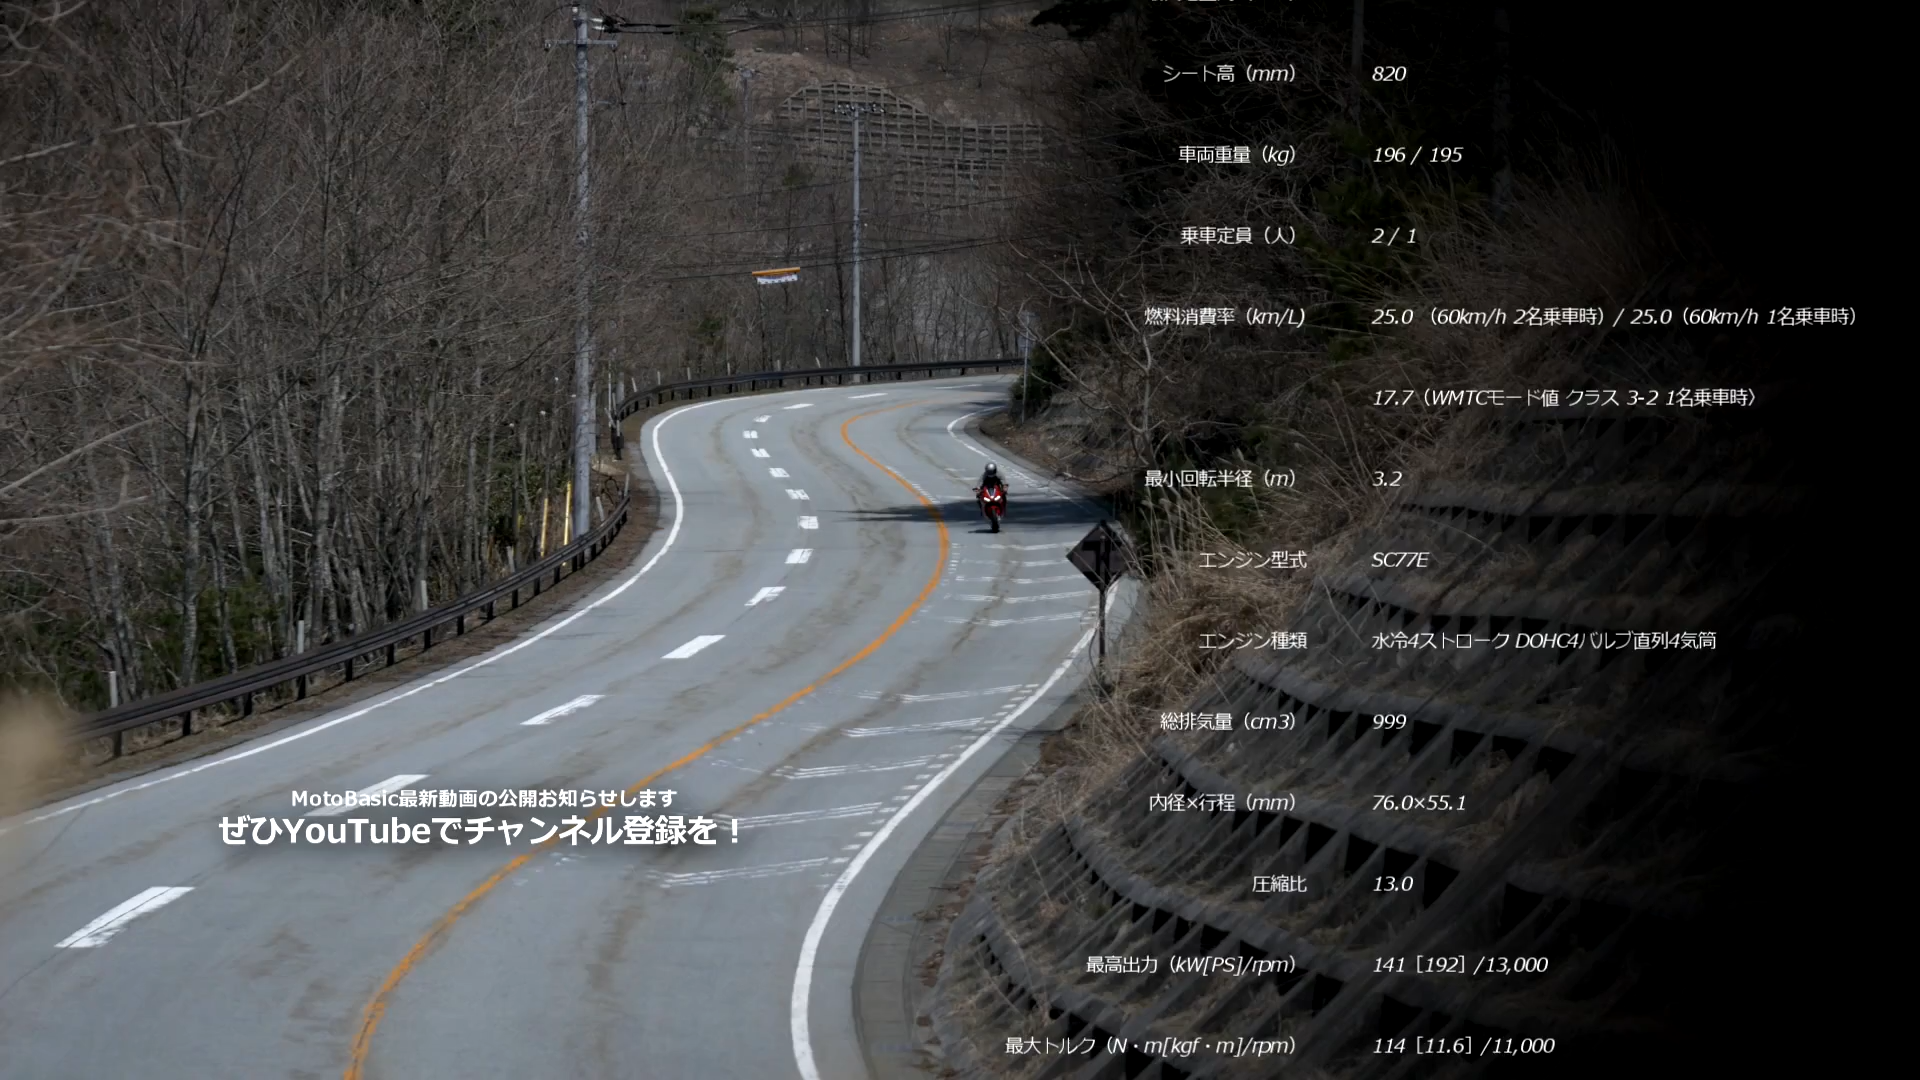 シート高（mm） 820
車両重量（kg） 196 / 195
乗車定員（人） 2 / 1
燃料消費率（km/L) 25.0 （60km/h 2名乗車時）/ 25.0（60km/h 1名乗車時）
17.7（WMTCモード値 クラス 3-2 1名乗車時〉
最小回転半径（m） 3.2
エンジン型式 SC77E
エンジン種類 水冷4ストローク DOHC4バルブ直列4気筒
総排気量（cm3） 999
内径×行程（mm） 76.0×55.1
圧縮比 13.0
最高出力（kW[PS]/rpm） 141［192］/13,000
最大トルク（N・m[kgf・m]/rpm） 114［11.6］/11,000
MotoBasic最新動画の公開お知らせします
ぜひYouTubeでチャンネル登録を！